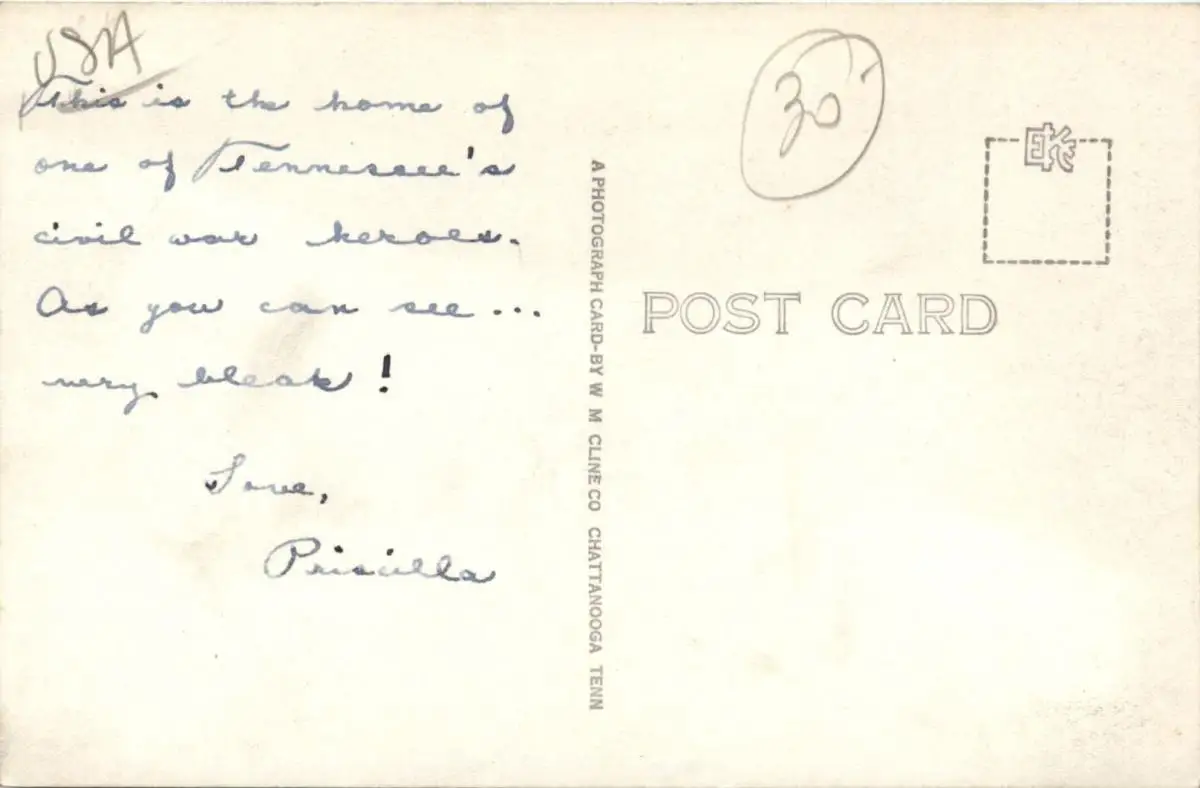 USA
This is the home of
one of Tennessee's
civil war heroes.
As you can see...
very bleak!
Love,
Priscilla
A PHOTOGRAPH CARD-BY W M CLINE CO CHATTANOOGA TENN
30
EKC
POST CARD